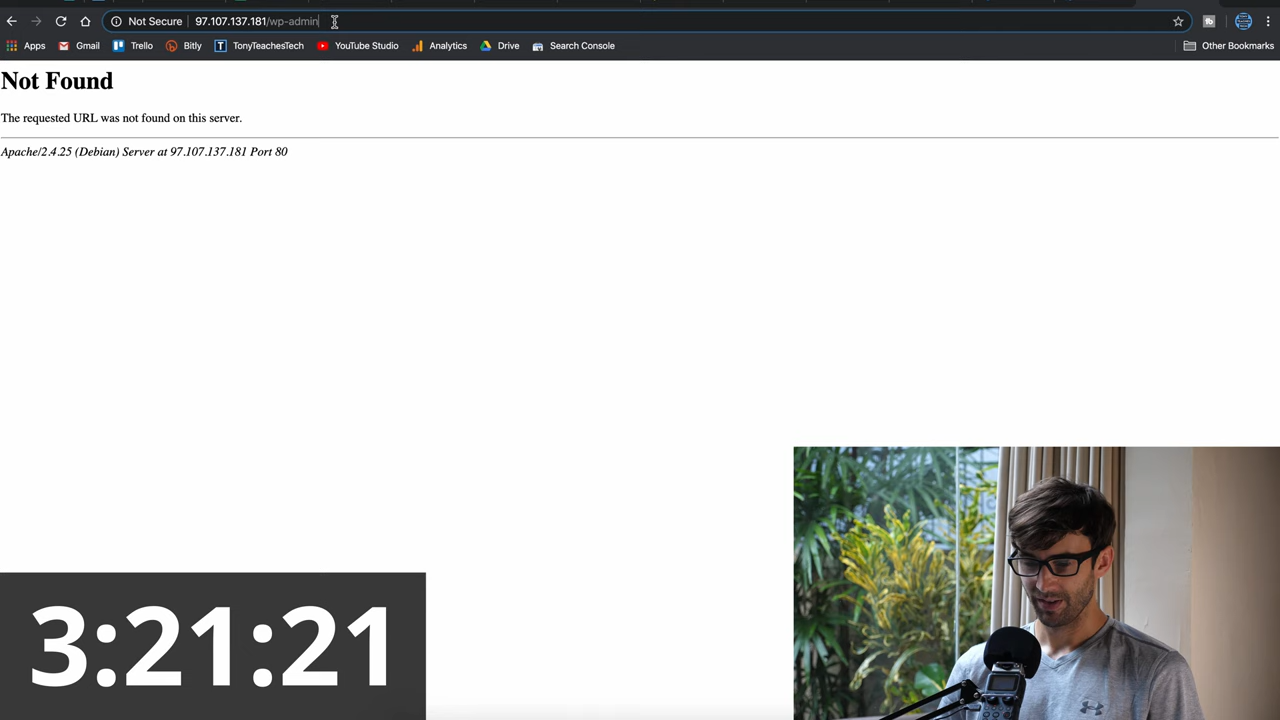 Not Secure 97.107.137.181/wp-admin
Apps Gmail Trello Bitly TonyTeachesTech YouTube Studio Analytics Drive Search Console Other Bookmarks
Not Found
The requested URL was not found on this server.
Apache/2.4.25 (Debian) Server at 97.107.137.181 Port 80
3:21:21